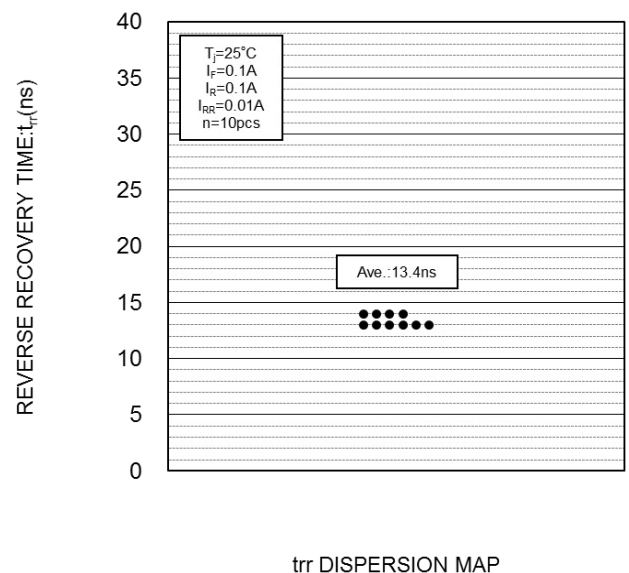 REVERSE RECOVERY TIME:trr(ns)
40
35
30
25
20
15
10
5
0
Tj=25°C
IF=0.1A
IR=0.1A
IRR=0.01A
n=10pcs
Ave.:13.4ns
trr DISPERSION MAP